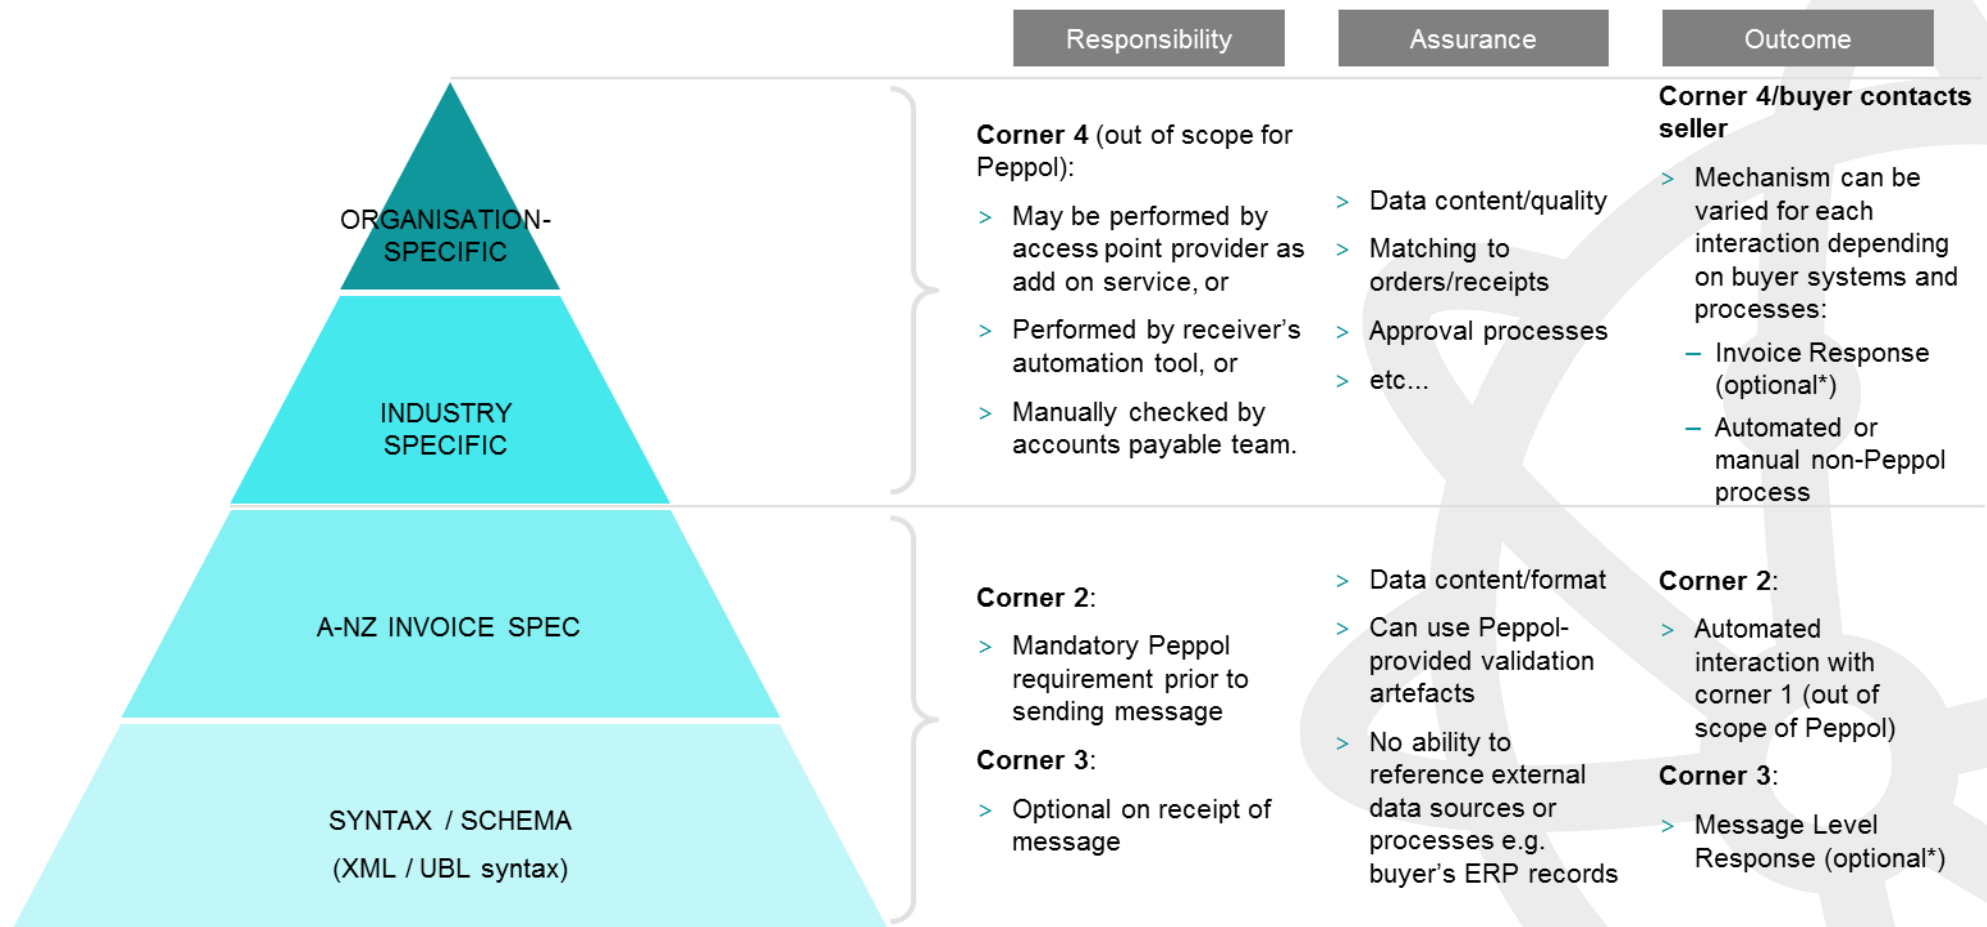 Responsibility
Assurance
Outcome
ORGANISATION-
SPECIFIC
INDUSTRY
SPECIFIC
A-NZ INVOICE SPEC
SYNTAX / SCHEMA
(XML / UBL syntax)
Corner 4 (out of scope for
Peppol):
> May be performed by
access point provider as
add on service, or
> Performed by receiver's
automation tool, or
> Manually checked by
accounts payable team.
> Data content/quality
> Matching to
orders/receipts
> Approval processes
> etc...
Corner 4/buyer contacts
seller
> Mechanism can be
varied for each
interaction depending
on buyer systems and
processes:
– Invoice Response
(optional*)
– Automated or
manual non-Peppol
process
Corner 2:
> Mandatory Peppol
requirement prior to
sending message
Corner 3:
> Optional on receipt of
message
> Data content/format
> Can use Peppol-
provided validation
artefacts
> No ability to
reference external
data sources or
processes e.g.
buyer's ERP records
Corner 2:
> Automated
interaction with
corner 1 (out of
scope of Peppol)
Corner 3:
> Message Level
Response (optional*)